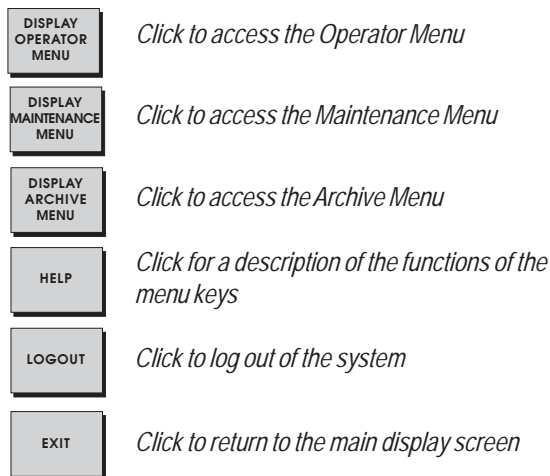 DISPLAY
OPERATOR
MENU
Click to access the Operator Menu
DISPLAY
MAINTENANCE
MENU
Click to access the Maintenance Menu
DISPLAY
ARCHIVE
MENU
Click to access the Archive Menu
HELP
Click for a description of the functions of the
menu keys
LOGOUT
Click to log out of the system
EXIT
Click to return to the main display screen